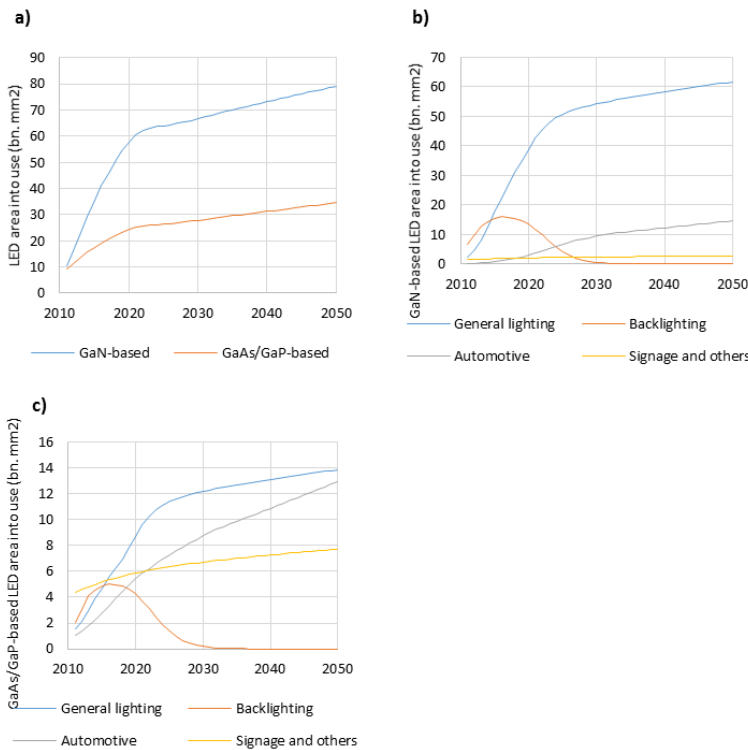 a)
LED area into use (bn. mm2)
90
80
70
60
50
40
30
20
10
0
2010 2020 2030 2040 2050
GaN-based GaAs/GaP-based
b)
GaN-based LED area into use (bn. mm2)
70
60
50
40
30
20
10
0
2010 2020 2030 2040 2050
General lighting Backlighting
Automotive Signage and others
c)
GaAs/GaP-based LED area into use (bn. mm2)
16
14
12
10
8
6
4
2
0
2010 2020 2030 2040 2050
General lighting Backlighting
Automotive Signage and others